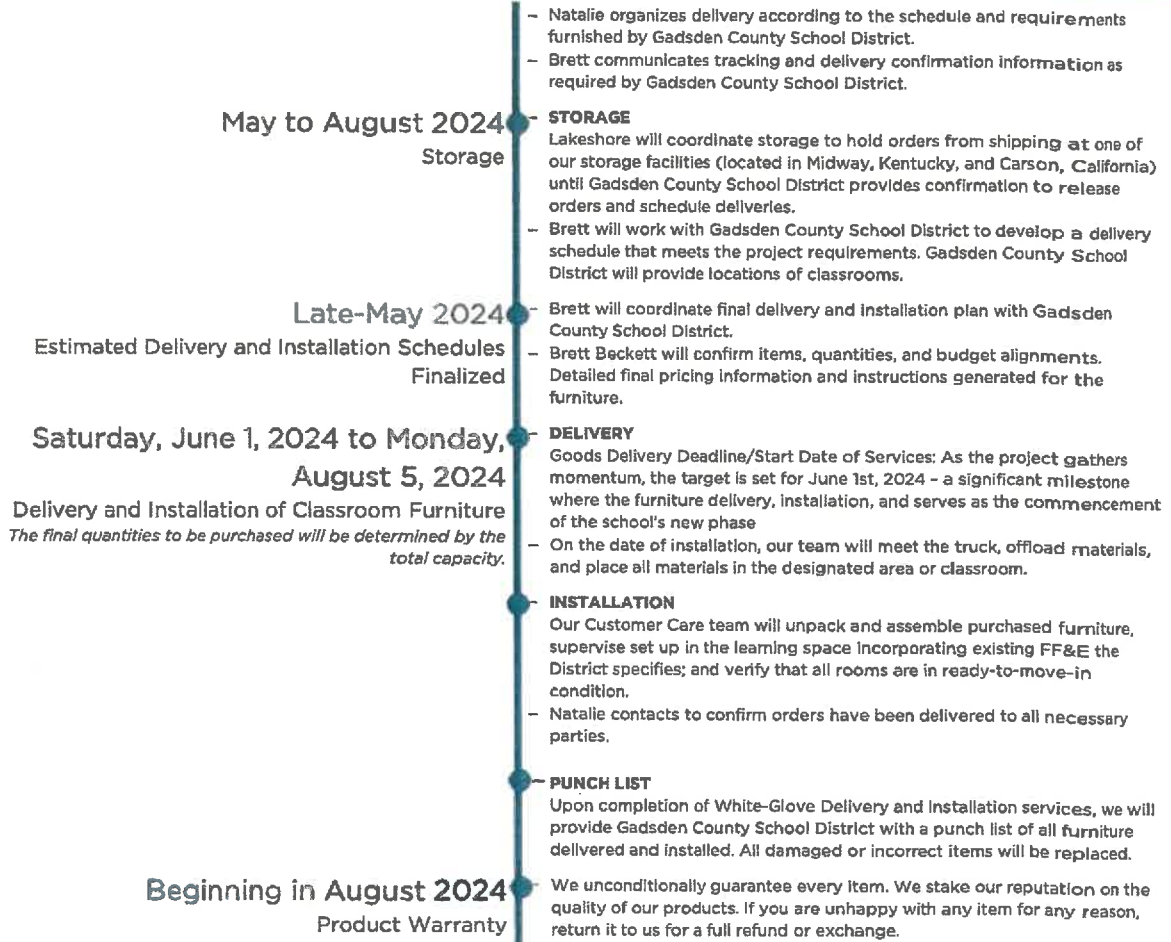 – Natalie organizes delivery according to the schedule and requirements
furnished by Gadsden County School District.
– Brett communicates tracking and delivery confirmation information as
required by Gadsden County School District.
May to August 2024
Storage
– STORAGE
Lakeshore will coordinate storage to hold orders from shipping at one of
our storage facilities (located in Midway, Kentucky, and Carson, California)
until Gadsden County School District provides confirmation to release
orders and schedule deliveries.
– Brett will work with Gadsden County School District to develop a delivery
schedule that meets the project requirements. Gadsden County School
District will provide locations of classrooms.
Late-May 2024
Estimated Delivery and Installation Schedules
Finalized
– Brett will coordinate final delivery and installation plan with Gadsden
County School District.
– Brett Beckett will confirm items, quantities, and budget alignments.
Detailed final pricing information and instructions generated for the
furniture.
Saturday, June 1, 2024 to Monday,
August 5, 2024
Delivery and Installation of Classroom Furniture
The final quantities to be purchased will be determined by the
total capacity.
– DELIVERY
Goods Delivery Deadline/Start Date of Services: As the project gathers
momentum, the target is set for June 1st, 2024 – a significant milestone
where the furniture delivery, installation, and serves as the commencement
of the school's new phase
– On the date of installation, our team will meet the truck, offload materials,
and place all materials in the designated area or classroom.
– INSTALLATION
Our Customer Care team will unpack and assemble purchased furniture,
supervise set up in the learning space incorporating existing FF&E the
District specifies; and verify that all rooms are in ready-to-move-in
condition.
– Natalie contacts to confirm orders have been delivered to all necessary
parties.
– PUNCH LIST
Upon completion of White-Glove Delivery and Installation services, we will
provide Gadsden County School District with a punch list of all furniture
delivered and installed. All damaged or incorrect items will be replaced.
Beginning in August 2024
Product Warranty
– We unconditionally guarantee every item. We stake our reputation on the
quality of our products. If you are unhappy with any item for any reason,
return it to us for a full refund or exchange.